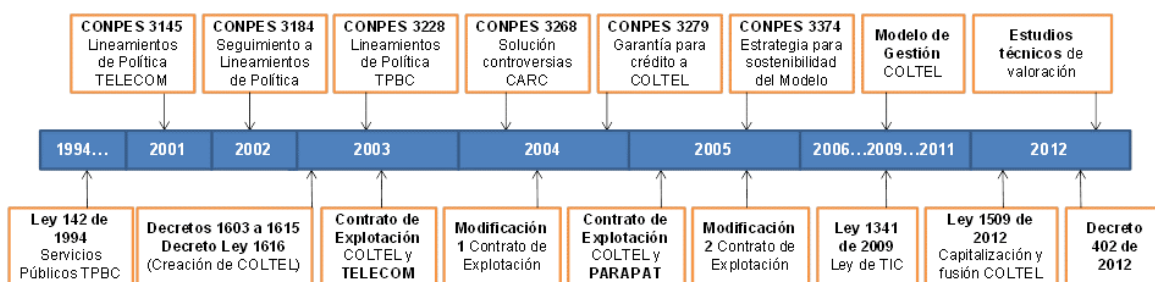 CONPES 3145
Lineamientos
de Política
TELECOM
CONPES 3184
Seguimiento a
Lineamientos
de Política
CONPES 3228
Lineamientos
de Política
TPBC
CONPES 3268
Solución
controversias
CARC
CONPES 3279
Garantía para
crédito a
COLTEL
CONPES 3374
Estrategia para
sostenibilidad
del Modelo
Modelo de
Gestión
COLTEL
Estudios
técnicos de
valoración
1994... 2001 2002 2003 2004 2005 2006...2009...2011 2012
Ley 142 de
1994
Servicios
Públicos TPBC
Decretos 1603 a 1615
Decreto Ley 1616
(Creación de COLTEL)
Contrato de
Explotación
COLTEL y
TELECOM
Modificación
1 Contrato de
Explotación
Contrato de
Explotación
COLTEL y
PARAPAT
Modificación
2 Contrato de
Explotación
Ley 1341
de 2009
Ley de TIC
Ley 1509 de
2012
Capitalización y
fusión COLTEL
Decreto
402 de
2012